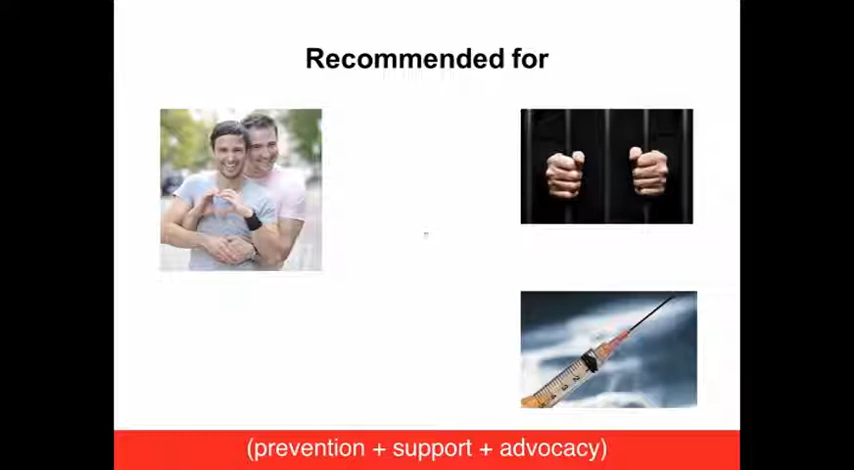 Recommended for
(prevention + support + advocacy)